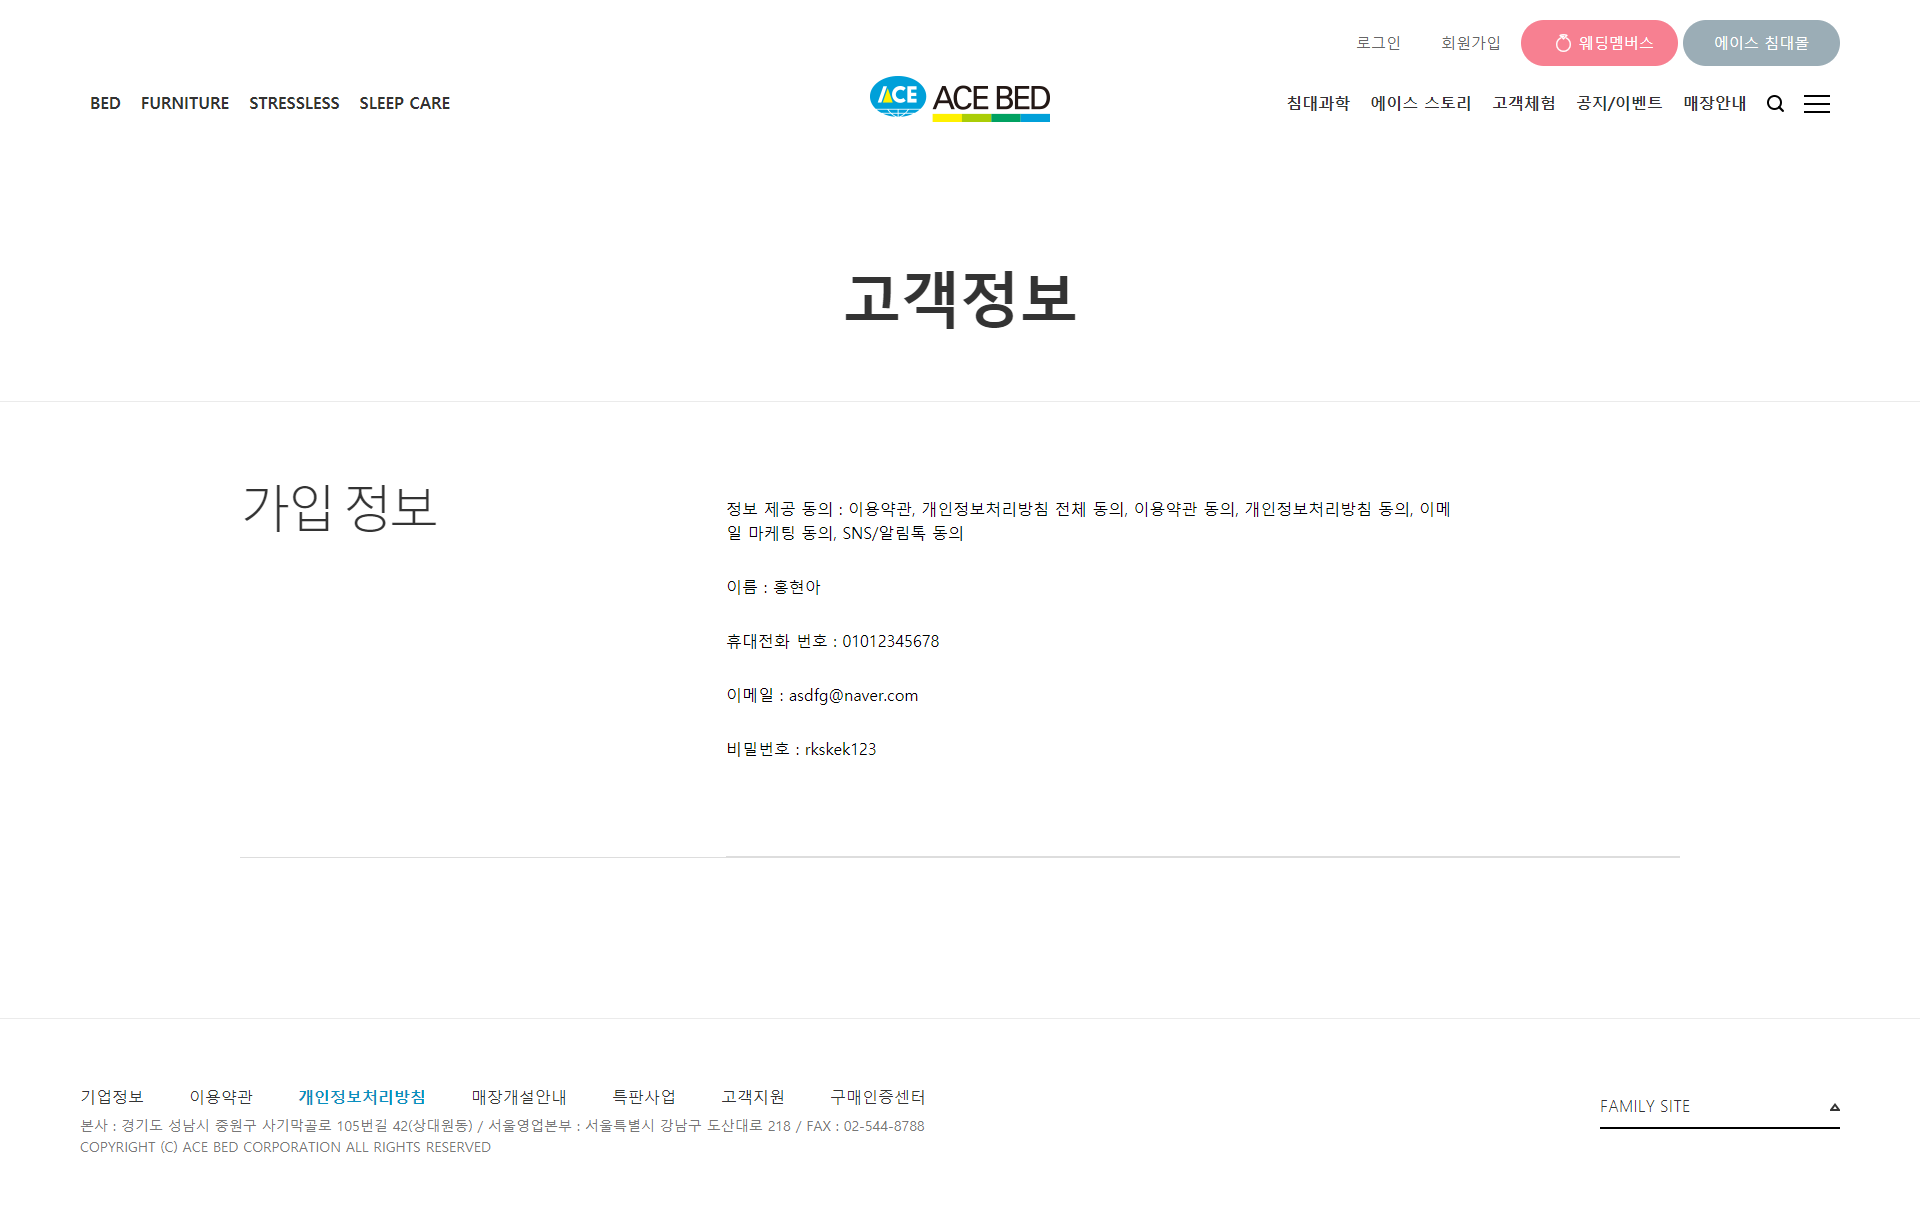 로그인 회원가입 웨딩멤버스 에이스 침대몰
BED FURNITURE STRESSLESS SLEEP CARE ACE ACE BED 침대과학 에이스 스토리 고객체험 공지/이벤트 매장안내
고객정보
가입 정보
정보 제공 동의 : 이용약관, 개인정보처리방침 전체 동의, 이용약관 동의, 개인정보처리방침 동의, 이메
일 마케팅 동의, SNS/알림톡 동의
이름 : 홍현아
휴대전화 번호 : 01012345678
이메일 : asdfg@naver.com
비밀번호 : rkskek123
기업정보 이용약관 개인정보처리방침 매장개설안내 특판사업 고객지원 구매인증센터
FAMILY SITE
본사 : 경기도 성남시 중원구 사기막골로 105번길 42(상대원동) / 서울영업본부 : 서울특별시 강남구 도산대로 218 / FAX : 02-544-8788
COPYRIGHT (C) ACE BED CORPORATION ALL RIGHTS RESERVED